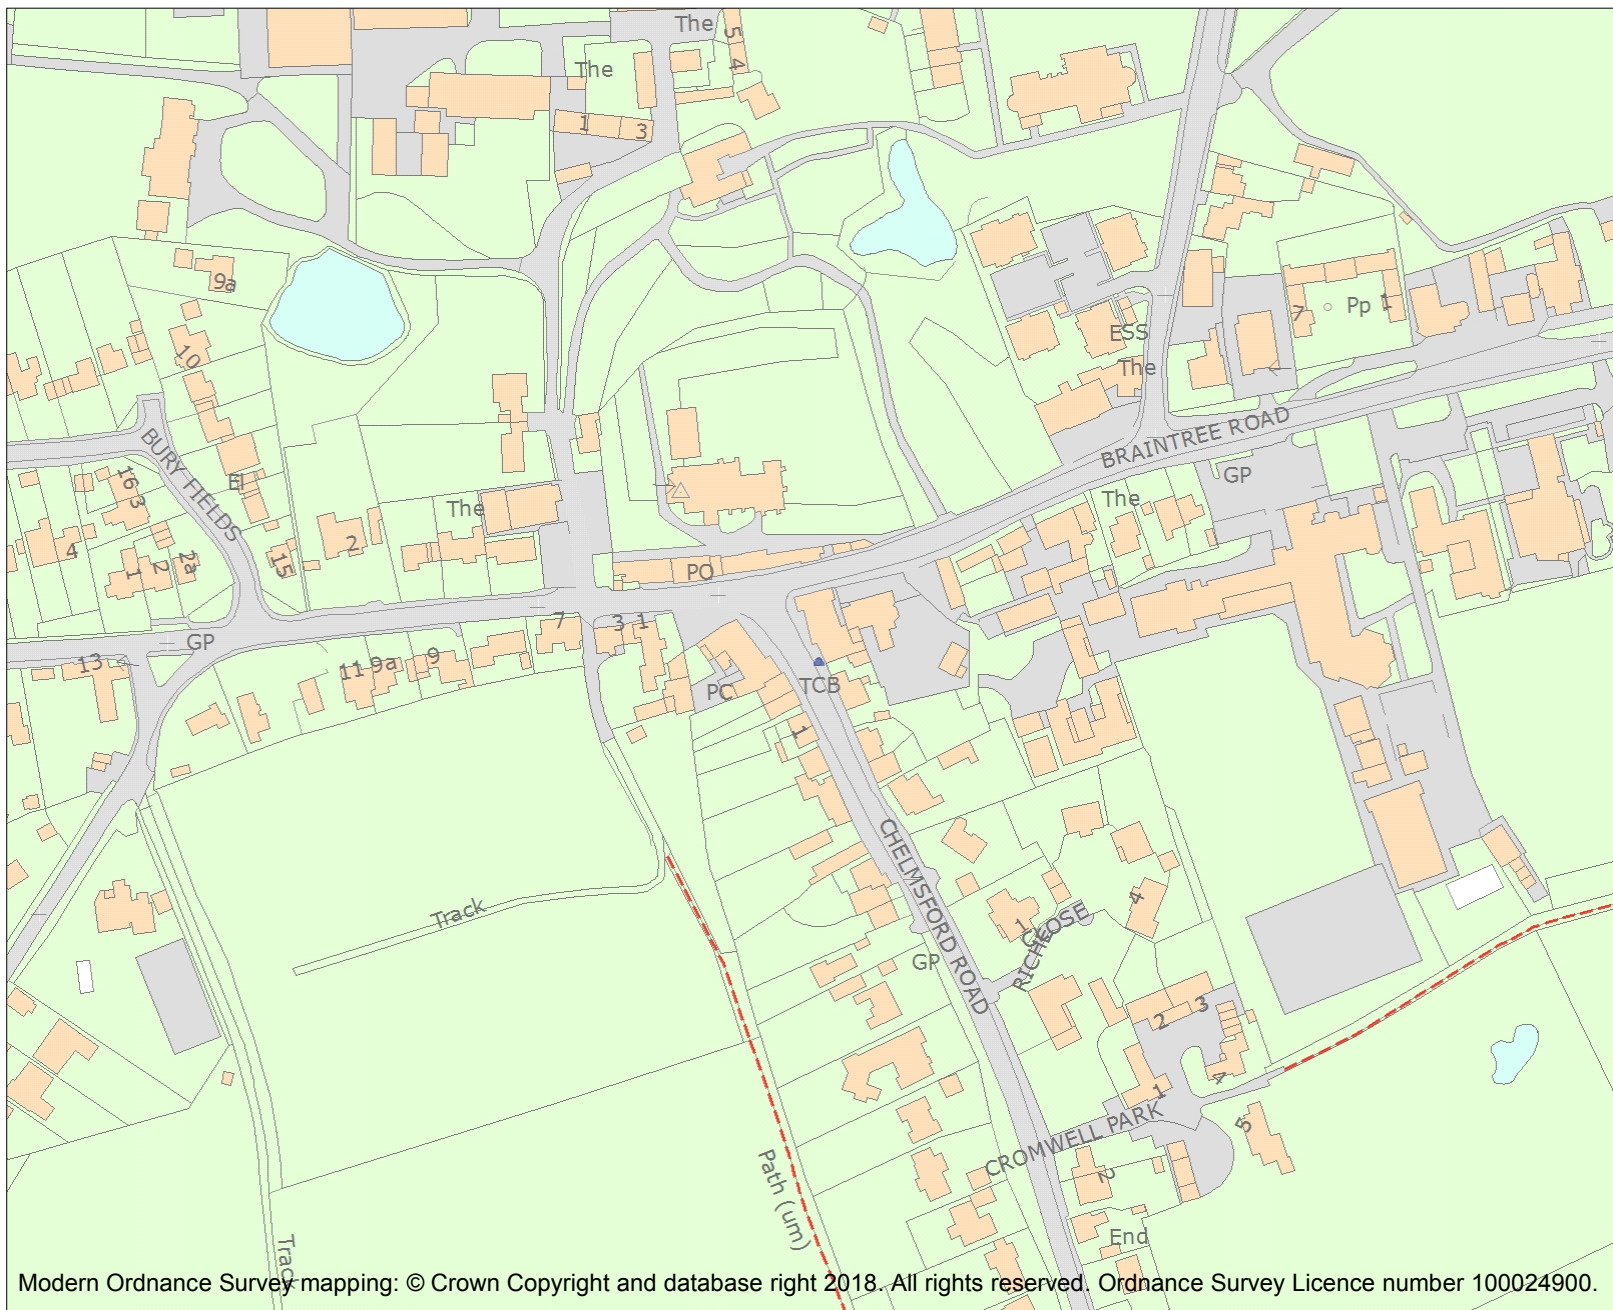 The
5
4
The
1
3
9a
ESS
The
7
Pp
1
10
BRAINTREE ROAD
BURY FIELDS
16
3
El
The
2
GP
The
4
1
2
2a
15
PO
7
3
1
GP
13
11
9a
9
PC
TCB
1
CHELMSFORD ROAD
Track
4
1
RICH
CLOSE
GP
2
3
1
4
5
CROMWELL PARK
2
Path (um)
End
Track
Modern Ordnance Survey mapping: © Crown Copyright and database right 2018. All rights reserved. Ordnance Survey Licence number 100024900.